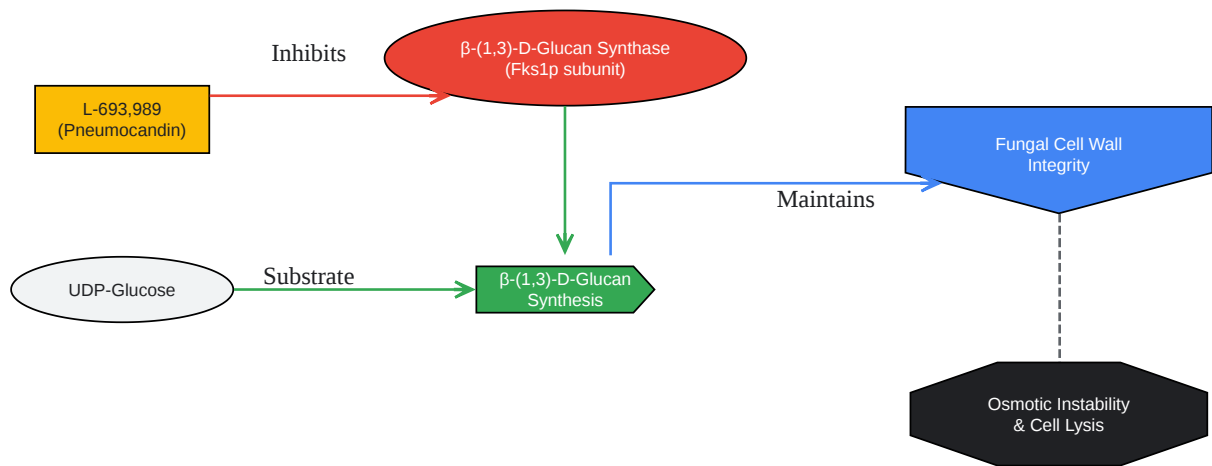 Inhibits
β-(1,3)-D-Glucan Synthase
(Fks1p subunit)
L-693,989
(Pneumocandin)
Fungal Cell Wall
Integrity
Maintains
UDP-Glucose
Substrate
β-(1,3)-D-Glucan
Synthesis
Osmotic Instability
& Cell Lysis